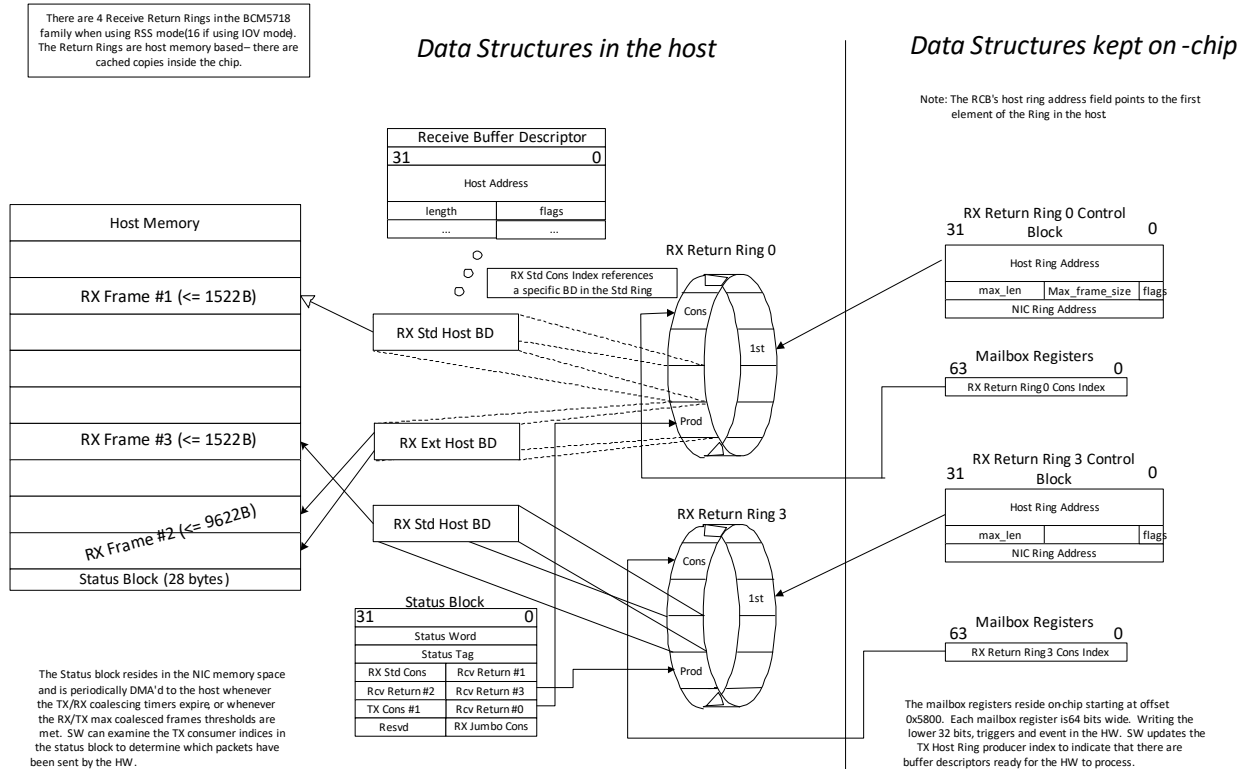 There are 4 Receive Return Rings in the BCM5718
family when using RSS mode(16 if using IOV mode).
The Return Rings are host memory based– there are
cached copies inside the chip.
Data Structures in the host
Data Structures kept on -chip
Note: The RCB's host ring address field points to the first
element of the Ring in the host.
Receive Buffer Descriptor
31 0
Host Address
length flags
... ...
RX Std Cons Index references
a specific BD in the Std Ring
Host Memory
RX Frame #1 (<= 1522B)
RX Frame #3 (<= 1522B)
RX Frame #2 (<= 9622B)
Status Block (28 bytes)
RX Std Host BD
RX Ext Host BD
RX Std Host BD
RX Return Ring 0
Cons
1st
Prod
RX Return Ring 3
Cons
1st
Prod
RX Return Ring 0 Control
Block
31 0
Host Ring Address
max_len Max_frame_size flags
NIC Ring Address
Mailbox Registers
63 0
RX Return Ring0 Cons Index
RX Return Ring 3 Control
Block
31 0
Host Ring Address
max_len flags
NIC Ring Address
Mailbox Registers
63 0
RX Return Ring3 Cons Index
Status Block
31 0
Status Word
Status Tag
RX Std Cons Rcv Return #1
Rcv Return #2 Rcv Return #3
TX Cons #1 Rcv Return #0
Resvd RX Jumbo Cons
The Status block resides in the NIC memory space
and is periodically DMA'd to the host whenever
the TX/RX coalescing timers expire, or whenever
the RX/TX max coalesced frames thresholds are
met. SW can examine the TX consumer indices in
the status block to determine which packets have
been sent by the HW.
The mailbox registers reside on-chip starting at offset
0x5800. Each mailbox register is64 bits wide. Writing the
lower 32 bits, triggers and event in the HW. SW updates the
TX Host Ring producer index to indicate that there are
buffer descriptors ready for the HW to process.